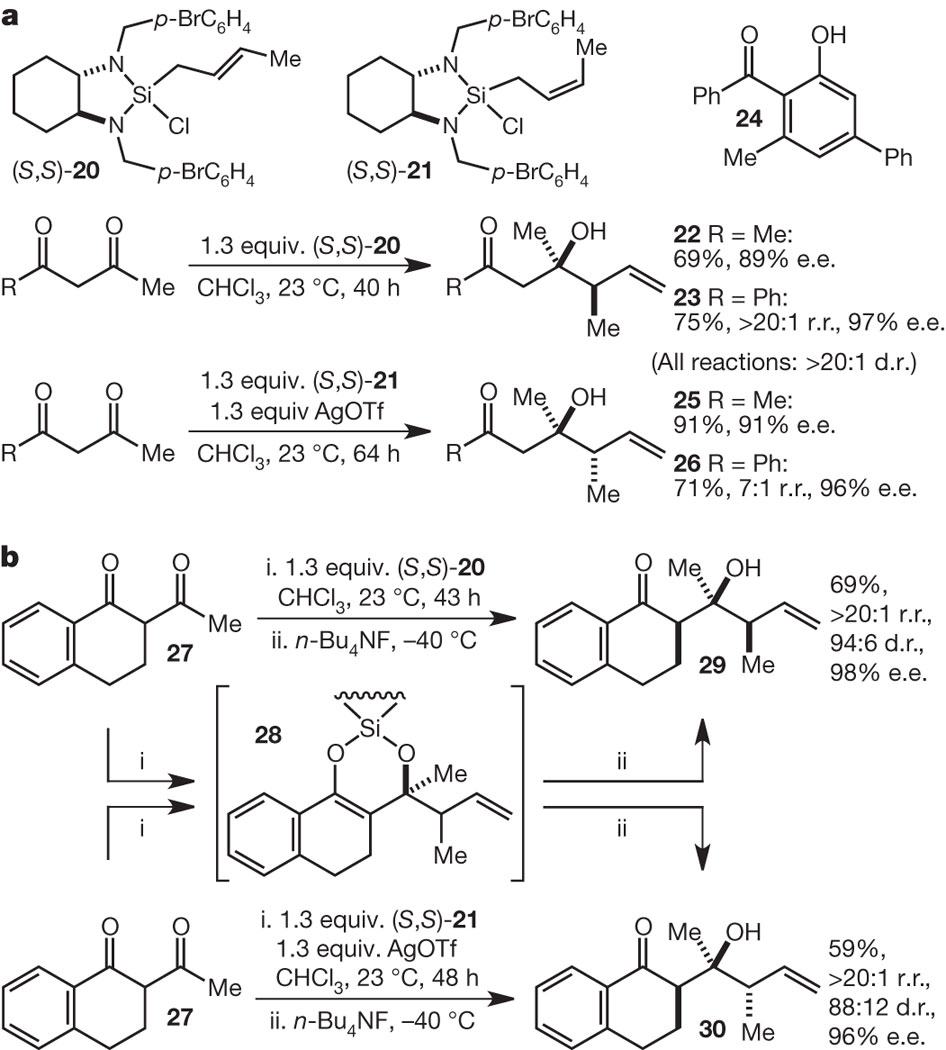 a
p-BrC6H4
N
Si
Me
Cl
N
p-BrC6H4
(S,S)-20
p-BrC6H4
Me
N
Si
Cl
N
p-BrC6H4
(S,S)-21
O
OH
Ph
24
Me
Ph
O O
R Me
1.3 equiv. (S,S)-20
CHCl3, 23 °C, 40 h
O Me OH
R
Me
22 R = Me:
69%, 89% e.e.
23 R = Ph:
75%, >20:1 r.r., 97% e.e.
(All reactions: >20:1 d.r.)
O O
R Me
1.3 equiv. (S,S)-21
1.3 equiv AgOTf
CHCl3, 23 °C, 64 h
O Me OH
R
Me
25 R = Me:
91%, 91% e.e.
26 R = Ph:
71%, 7:1 r.r., 96% e.e.
b
O O
Me
27
i. 1.3 equiv. (S,S)-20
CHCl3, 23 °C, 43 h
ii. n-Bu4NF, –40 °C
O Me OH
29 Me
69%,
>20:1 r.r.,
94:6 d.r.,
98% e.e.
i
i
28
Si
O O
Me
Me
ii
ii
O O
Me
27
i. 1.3 equiv. (S,S)-21
1.3 equiv. AgOTf
CHCl3, 23 °C, 48 h
ii. n-Bu4NF, –40 °C
O Me OH
30 Me
59%,
>20:1 r.r.,
88:12 d.r.,
96% e.e.